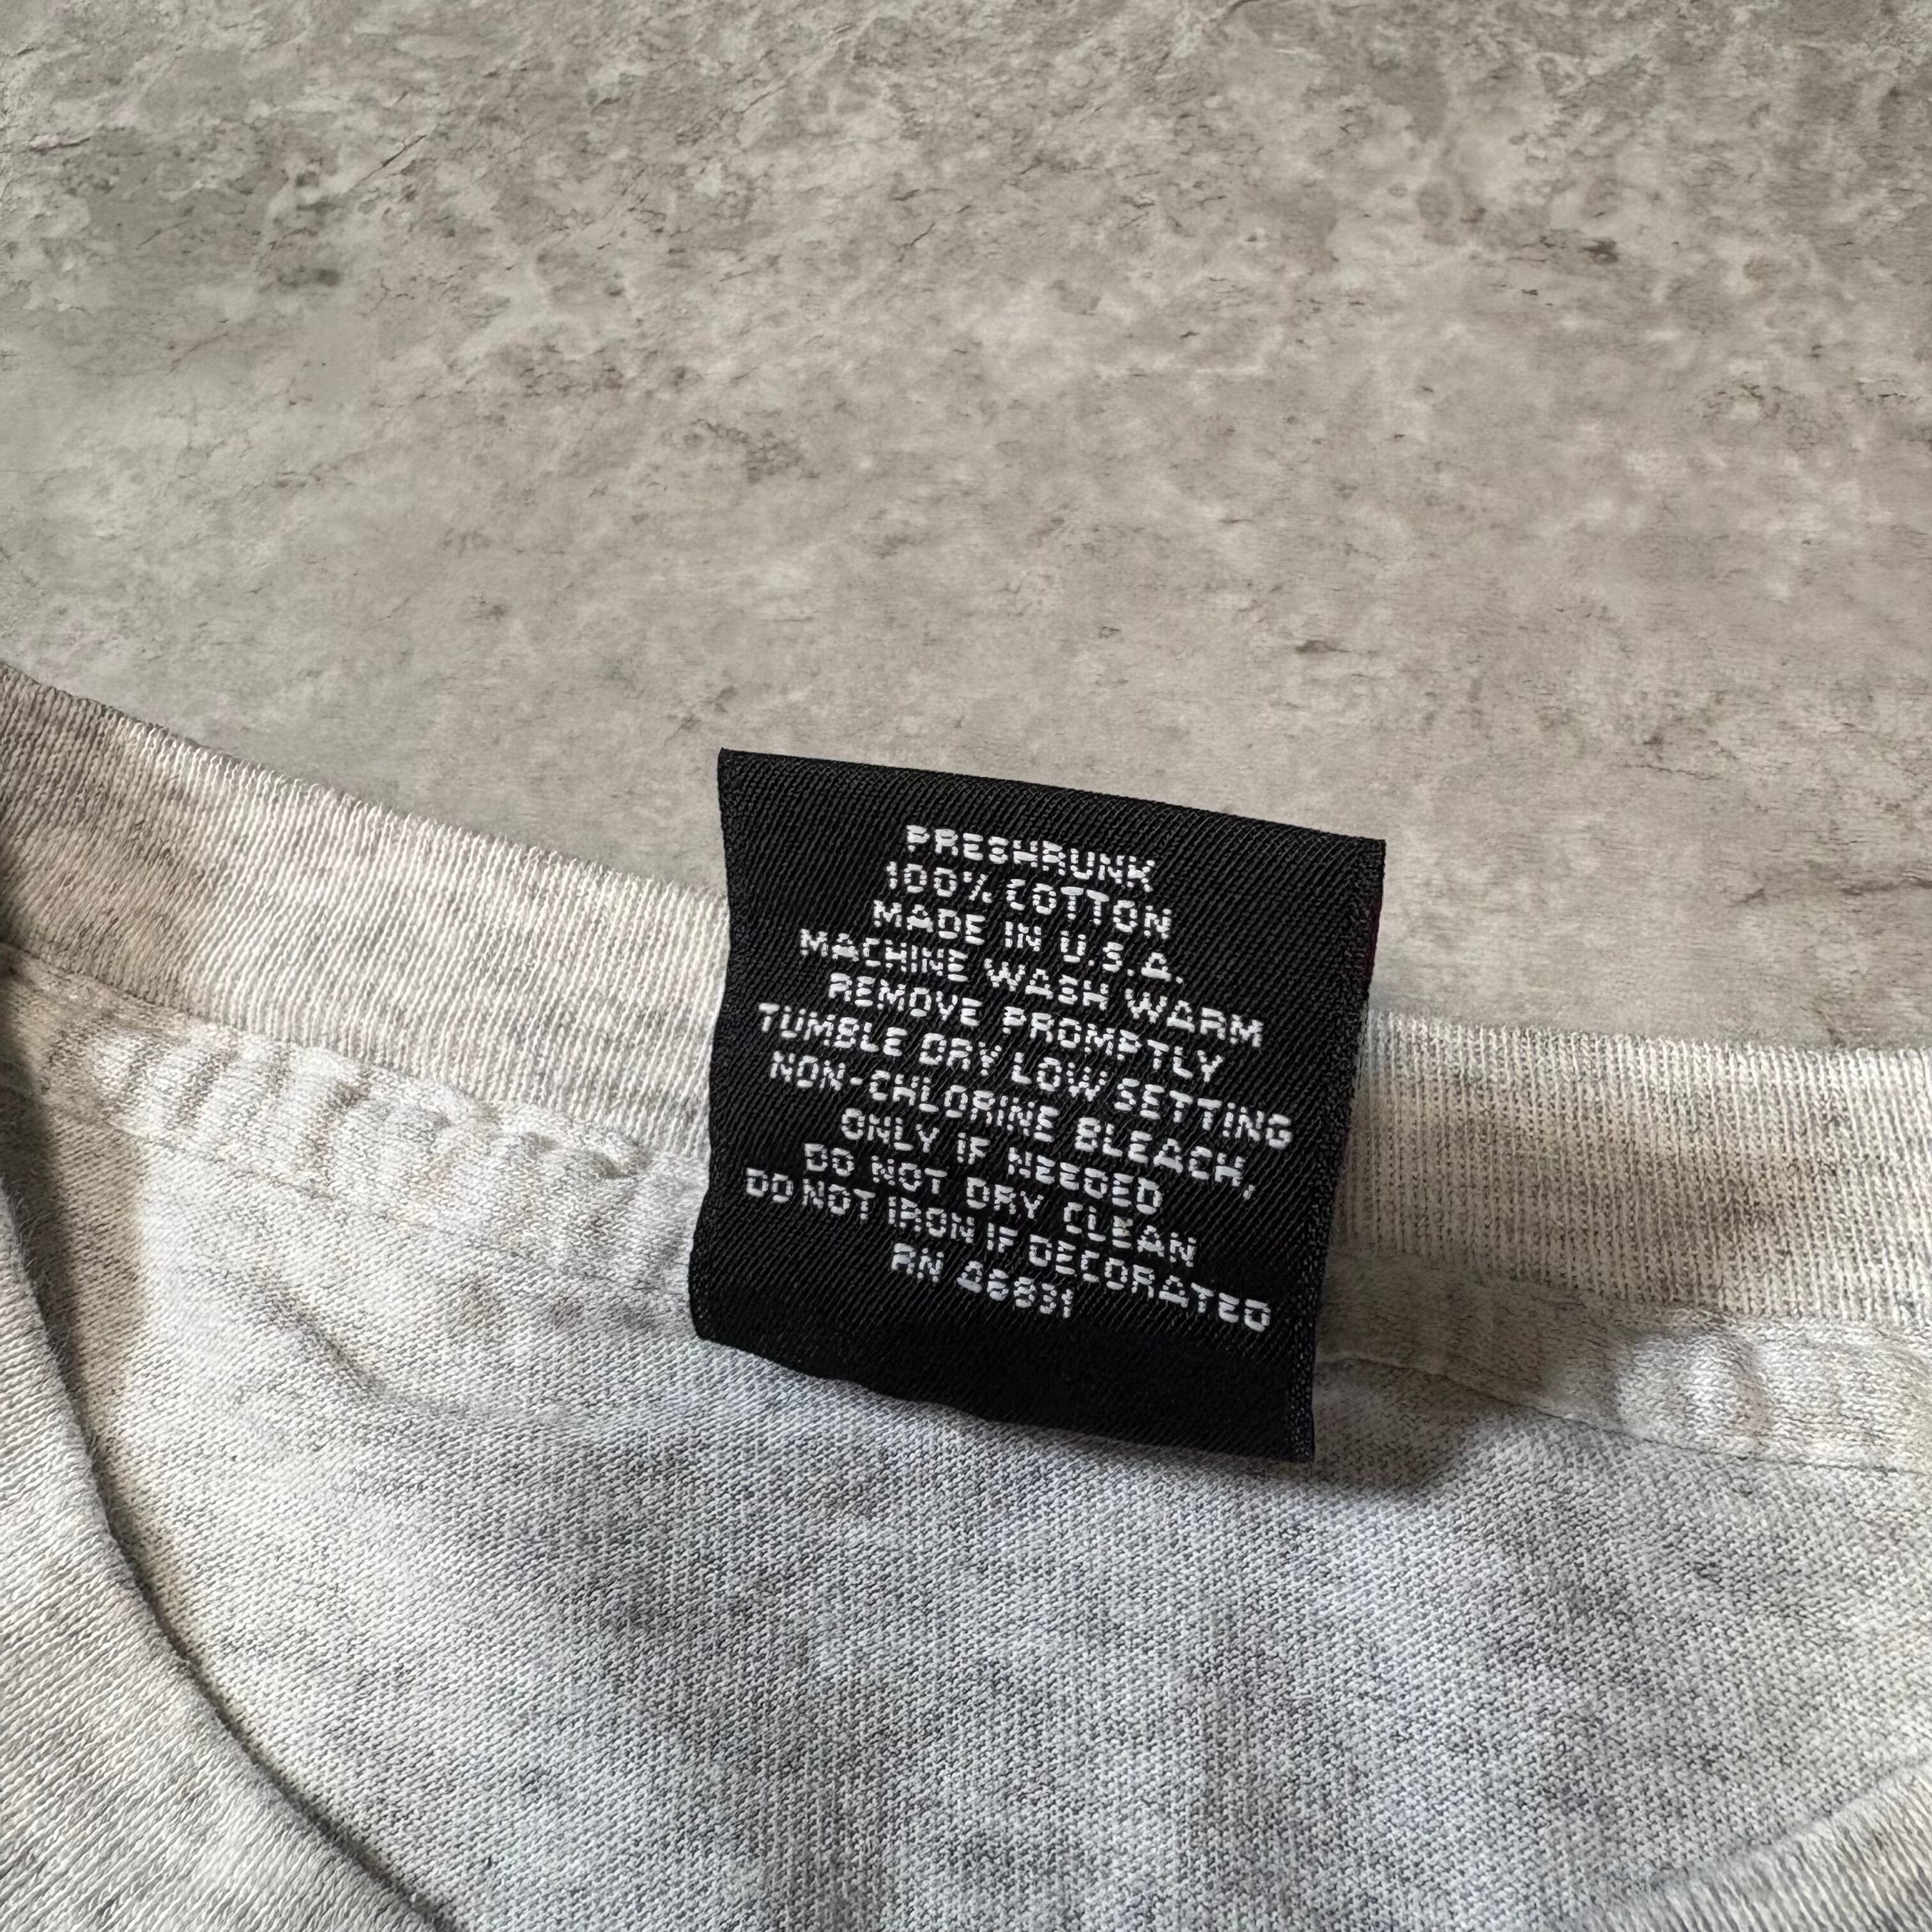 PRESHRUNK
100% COTTON
MADE IN U.S.A.
MACHINE WASH WARM
REMOVE PROMPTLY
TUMBLE DRY LOW SETTING
NON-CHLORINE BLEACH,
ONLY IF NEEDED
DO NOT DRY CLEAN
DO NOT IRON IF DECORATED
RN